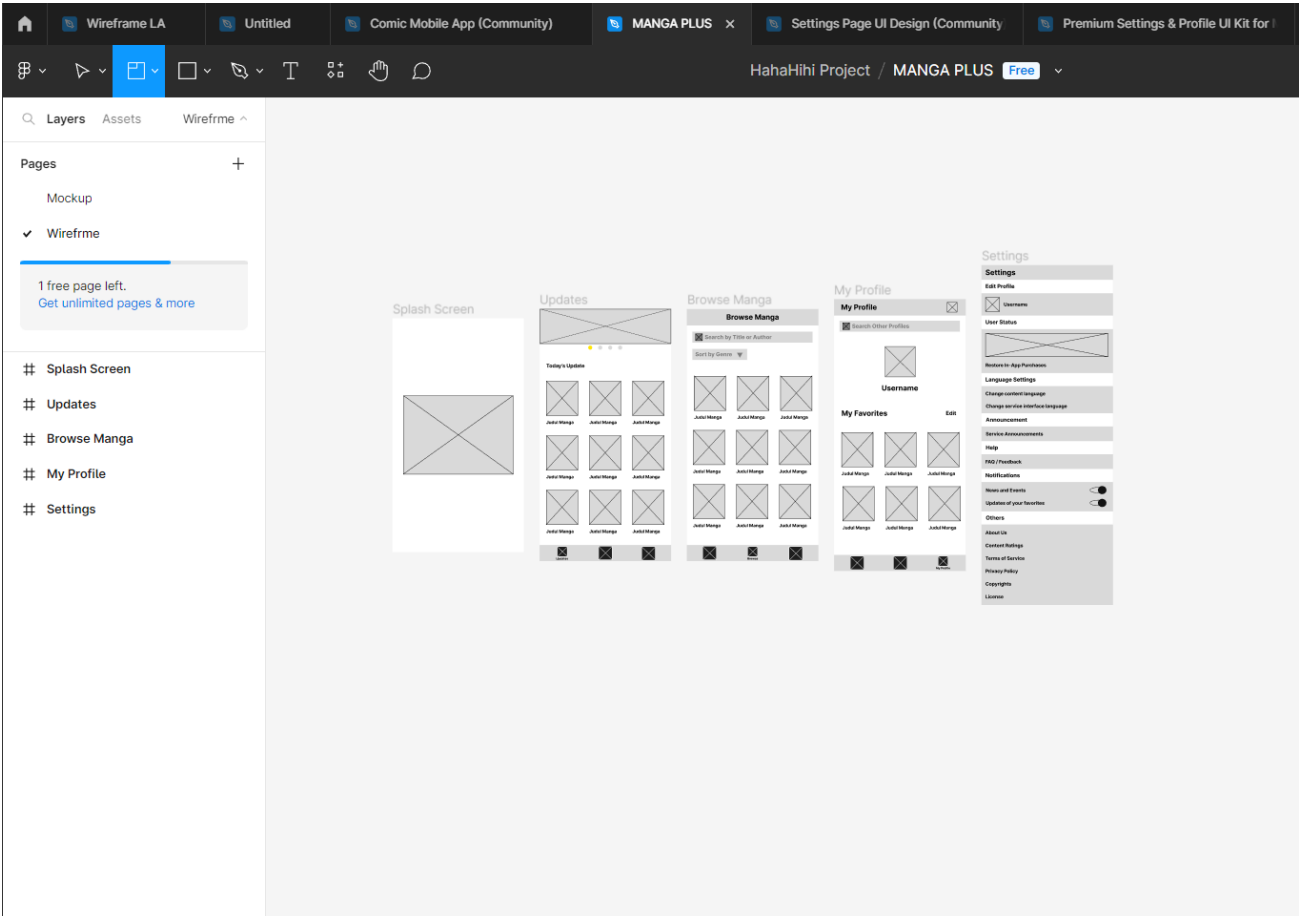 Wireframe LA
Untitled
Comic Mobile App (Community)
MANGA PLUS
Settings Page UI Design (Community
Premium Settings & Profile UI Kit for
HahaHihi Project / MANGA PLUS Free
Layers Assets Wirefrme
Pages
Mockup
Wirefrme
1 free page left.
Get unlimited pages & more
Splash Screen
Updates
Browse Manga
My Profile
Settings
Splash Screen
Updates
Today's Update
Judul Manga Judul Manga Judul Manga
Judul Manga Judul Manga Judul Manga
Judul Manga Judul Manga Judul Manga
Updates
Browse Manga
Browse Manga
Search by Title or Author
Sort by Genre
Judul Manga Judul Manga Judul Manga
Judul Manga Judul Manga Judul Manga
Judul Manga Judul Manga Judul Manga
My Profile
My Profile
Search Other Profiles
Username
My Favorites Edit
Judul Manga Judul Manga Judul Manga
Judul Manga Judul Manga Judul Manga
My Profile
Settings
Settings
Edit Profile
Username
User Status
Restore In-App Purchases
Language Settings
Change content language
Change service interface language
Announcement
Service Announcements
Help
FAQ / Feedback
Notifications
News and Events
Updates of your favorites
Others
About Us
Content Ratings
Terms of Service
Privacy Policy
Copyrights
License